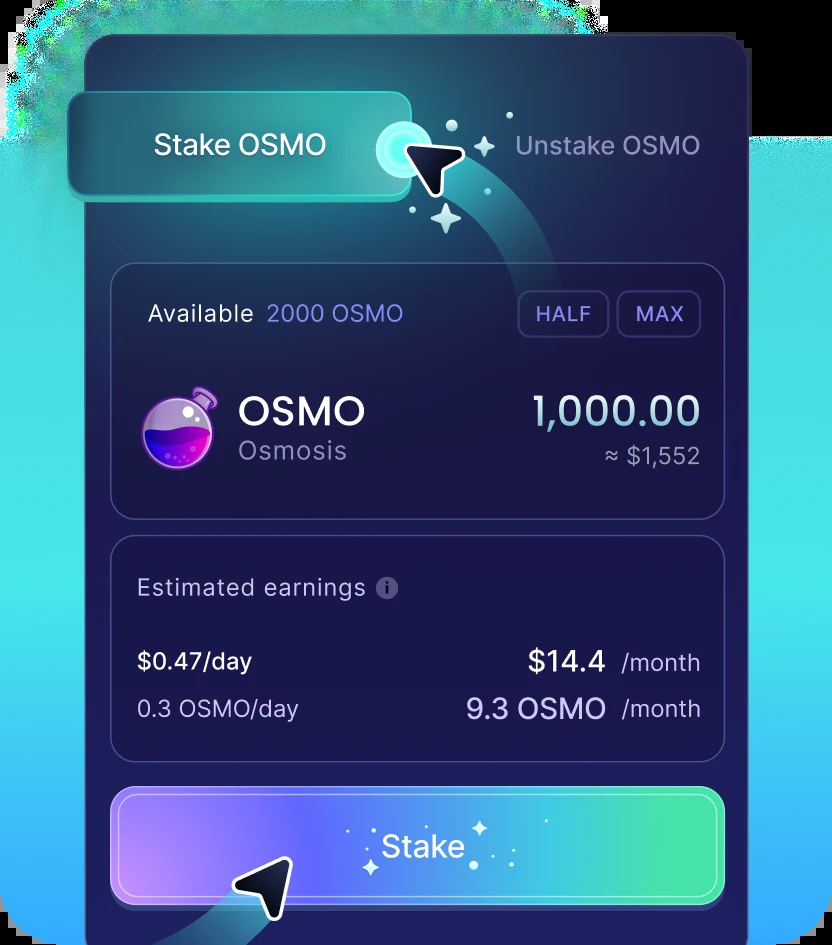 Stake OSMO
Unstake OSMO
Available 2000 OSMO
HALF
MAX
OSMO
Osmosis
1,000.00
≈ $1,552
Estimated earnings i
$0.47/day
$14.4 /month
0.3 OSMO/day
9.3 OSMO /month
Stake